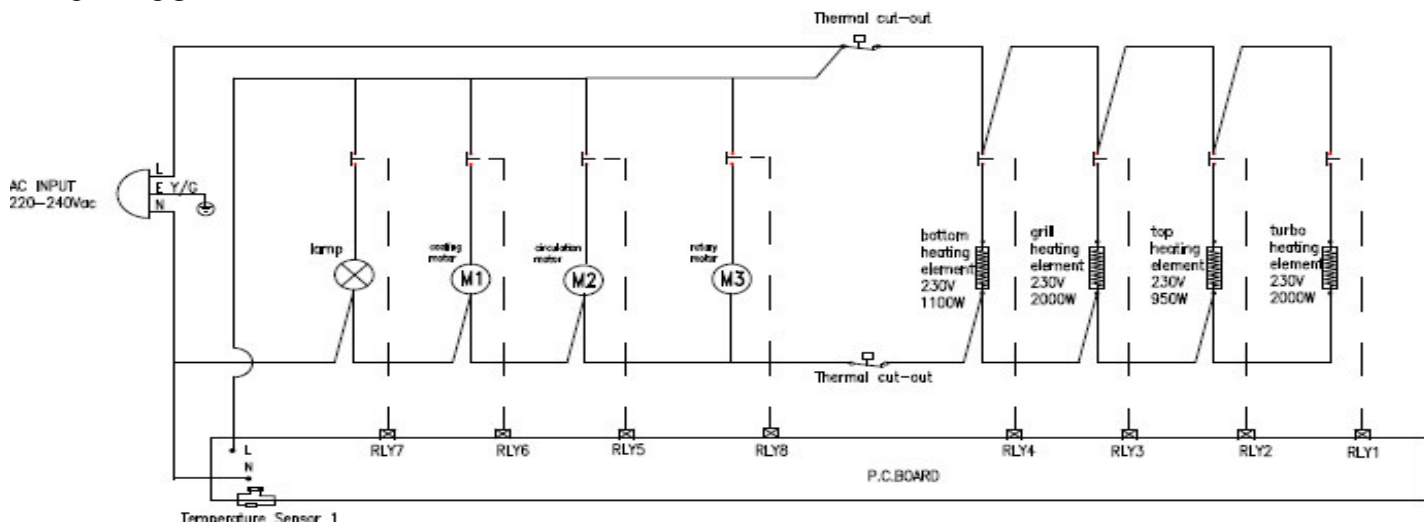 Thermal cut-out
L
AC INPUT
E Y/G
220-240Vac
N
lamp
cooling
motor
circulation
motor
rotary
motor
M1
M2
M3
bottom
heating
element
230V
1100W
grill
heating
element
230V
2000W
top
heating
element
230V
950W
turbo
heating
element
230V
2000W
Thermal cut-out
RLY7
RLY6
RLY5
RLY8
RLY4
RLY3
RLY2
RLY1
L
N
P.C.BOARD
Temperature Sensor 1